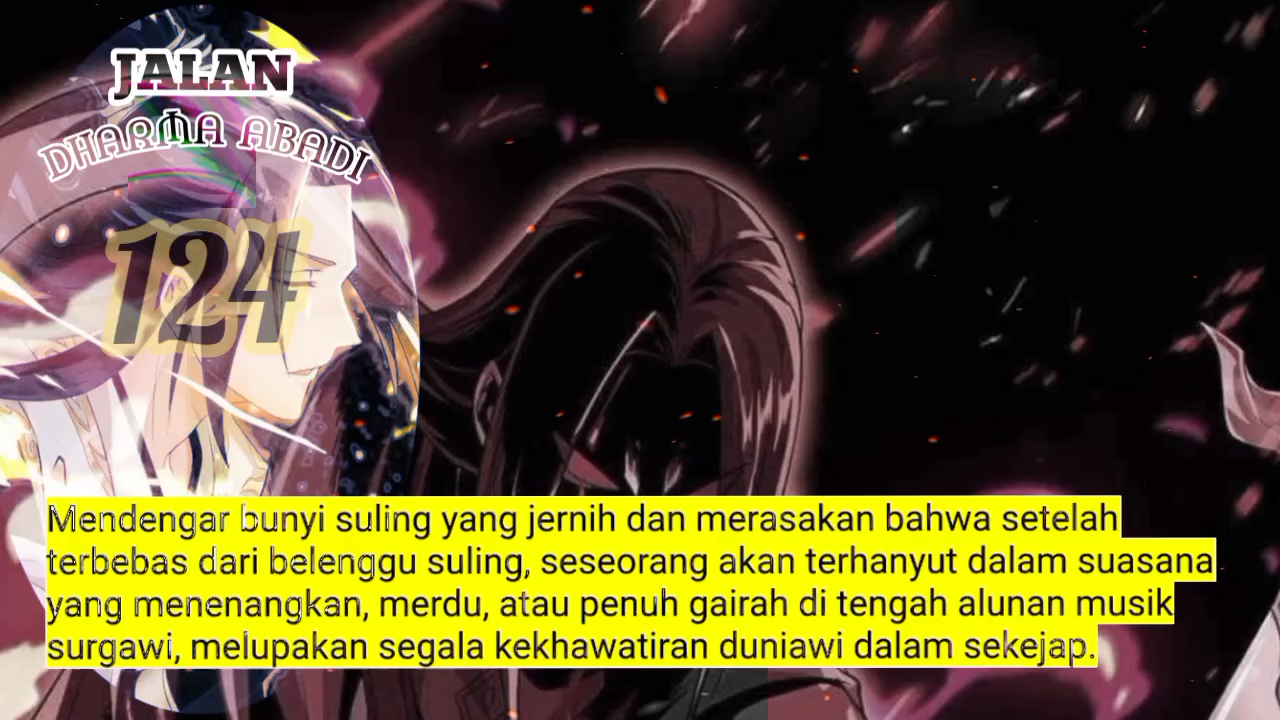 JALAN
DHARMA ABADI
124
Mendengar bunyi suling yang jernih dan merasakan bahwa setelah
terbebas dari belenggu suling, seseorang akan terhanyut dalam suasana
yang menenangkan, merdu, atau penuh gairah di tengah alunan musik
surgawi, melupakan segala kekhawatiran duniawi dalam sekejap.